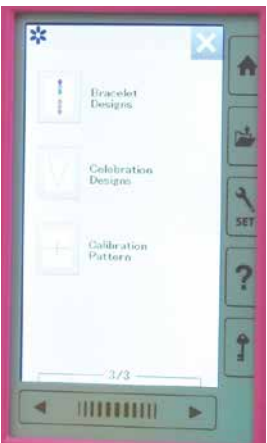 Bracelet
Designs
SET
Celebration
Designs
Calibration
Pattern
?
3/3